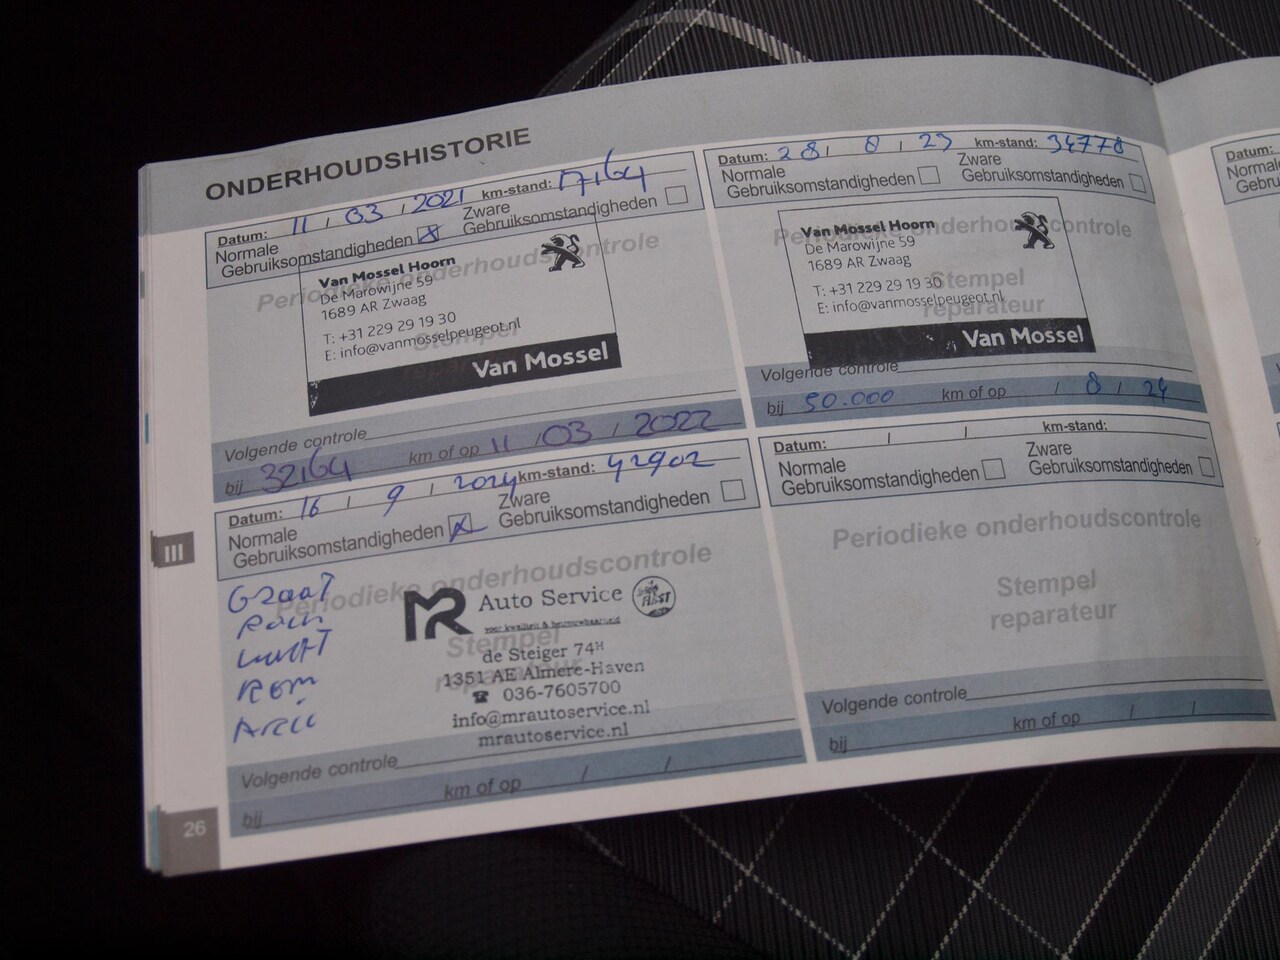 ONDERHOUDSHISTORIE
Datum: 11 / 03 / 2021 km-stand: 17164
Normale Gebruiksomstandigheden
Zware Gebruiksomstandigheden
Periodieke onderhoudscontrole
Stempel
reparateur
Van Mossel Hoorn
De Marowijne 59
1689 AR Zwaag
T: +31 229 29 19 30
E: info@vanmosselpeugeot.nl
Van Mossel
Volgende controle
bij 32164 km of op 11 / 03 / 2022
Datum: 28 / 8 / 23 km-stand: 34778
Normale Gebruiksomstandigheden
Zware Gebruiksomstandigheden
Periodieke onderhoudscontrole
Stempel
reparateur
Van Mossel Hoorn
De Marowijne 59
1689 AR Zwaag
T: +31 229 29 19 30
E: info@vanmosselpeugeot.nl
Van Mossel
Volgende controle
bij 50.000 km of op / 8 / 24
Datum: 16 / 9 / 2024 km-stand: 42902
Normale Gebruiksomstandigheden
Zware Gebruiksomstandigheden
Periodieke onderhoudscontrole
Stempel
reparateur
MR Auto Service
voor kwaliteit & betrouwbaarheid
de Steiger 74H
1351 AE Almere-Haven
☎ 036-7605700
info@mrautoservice.nl
mrautoservice.nl
Volgende controle
bij km of op / /
Datum: / / km-stand:
Normale Gebruiksomstandigheden
Zware Gebruiksomstandigheden
Periodieke onderhoudscontrole
Stempel
reparateur
Volgende controle
bij km of op / /
III
26
Datum: